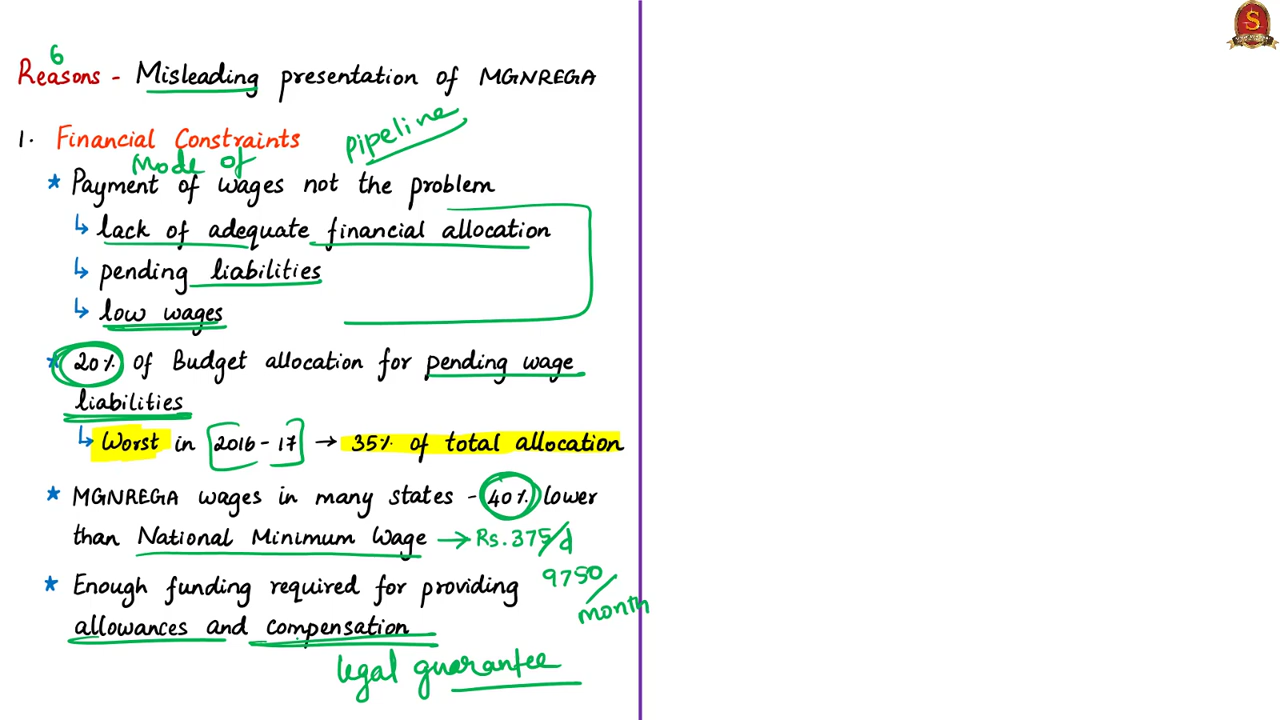 6
Reasons - Misleading presentation of MGNREGA
1. Financial Constraints
pipeline
Mode of
* Payment of wages not the problem
↳ lack of adequate financial allocation
↳ pending liabilities
↳ low wages
* 20% of Budget allocation for pending wage
liabilities
↳ Worst in [2016-17] → 35% of total allocation
* MGNREGA wages in many states - 40% lower
than National Minimum Wage → Rs.375/d
9750/
month
* Enough funding required for providing
allowances and compensation
legal guarantee
S